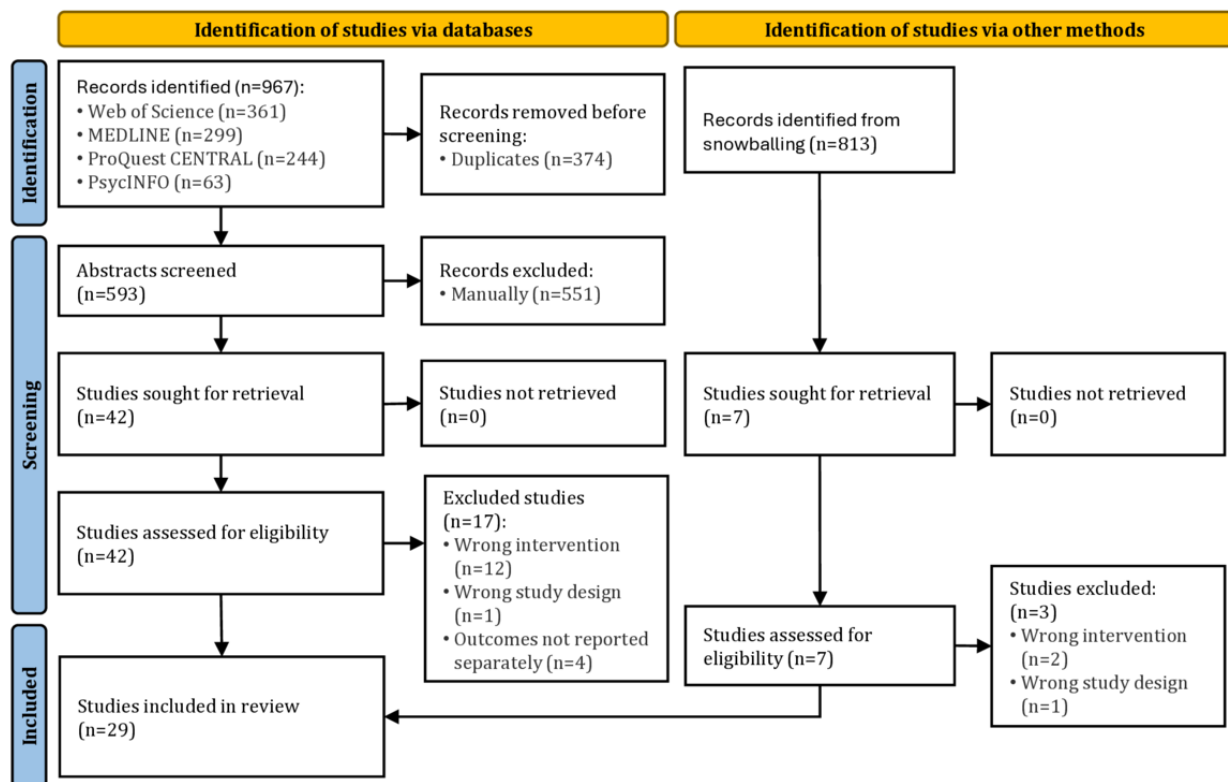 Identification of studies via databases
Identification of studies via other methods
Identification
Records identified (n=967):
• Web of Science (n=361)
• MEDLINE (n=299)
• ProQuest CENTRAL (n=244)
• PsycINFO (n=63)
Records removed before
screening:
• Duplicates (n=374)
Records identified from
snowballing (n=813)
Screening
Abstracts screened
(n=593)
Records excluded:
• Manually (n=551)
Studies sought for retrieval
(n=42)
Studies not retrieved
(n=0)
Studies sought for retrieval
(n=7)
Studies not retrieved
(n=0)
Studies assessed for eligibility
(n=42)
Excluded studies
(n=17):
• Wrong intervention
(n=12)
• Wrong study design
(n=1)
• Outcomes not reported
separately (n=4)
Studies assessed for
eligibility (n=7)
Studies excluded:
(n=3)
• Wrong intervention
(n=2)
• Wrong study design
(n=1)
Included
Studies included in review
(n=29)